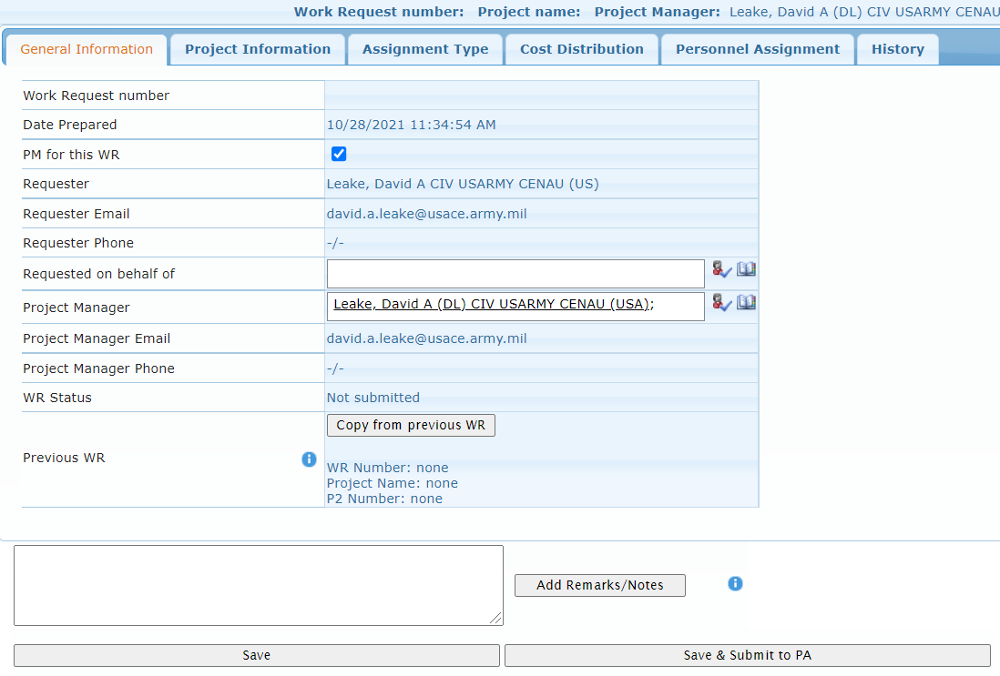 Work Request number: Project name: Project Manager: Leake, David A (DL) CIV USARMY CENAU
General Information Project Information Assignment Type Cost Distribution Personnel Assignment History
Work Request number
Date Prepared 10/28/2021 11:34:54 AM
PM for this WR
Requester Leake, David A CIV USARMY CENAU (US)
Requester Email david.a.leake@usace.army.mil
Requester Phone -/-
Requested on behalf of
Project Manager Leake, David A (DL) CIV USARMY CENAU (USA);
Project Manager Email david.a.leake@usace.army.mil
Project Manager Phone -/-
WR Status Not submitted
Copy from previous WR
Previous WR
WR Number: none
Project Name: none
P2 Number: none
Add Remarks/Notes
Save Save & Submit to PA